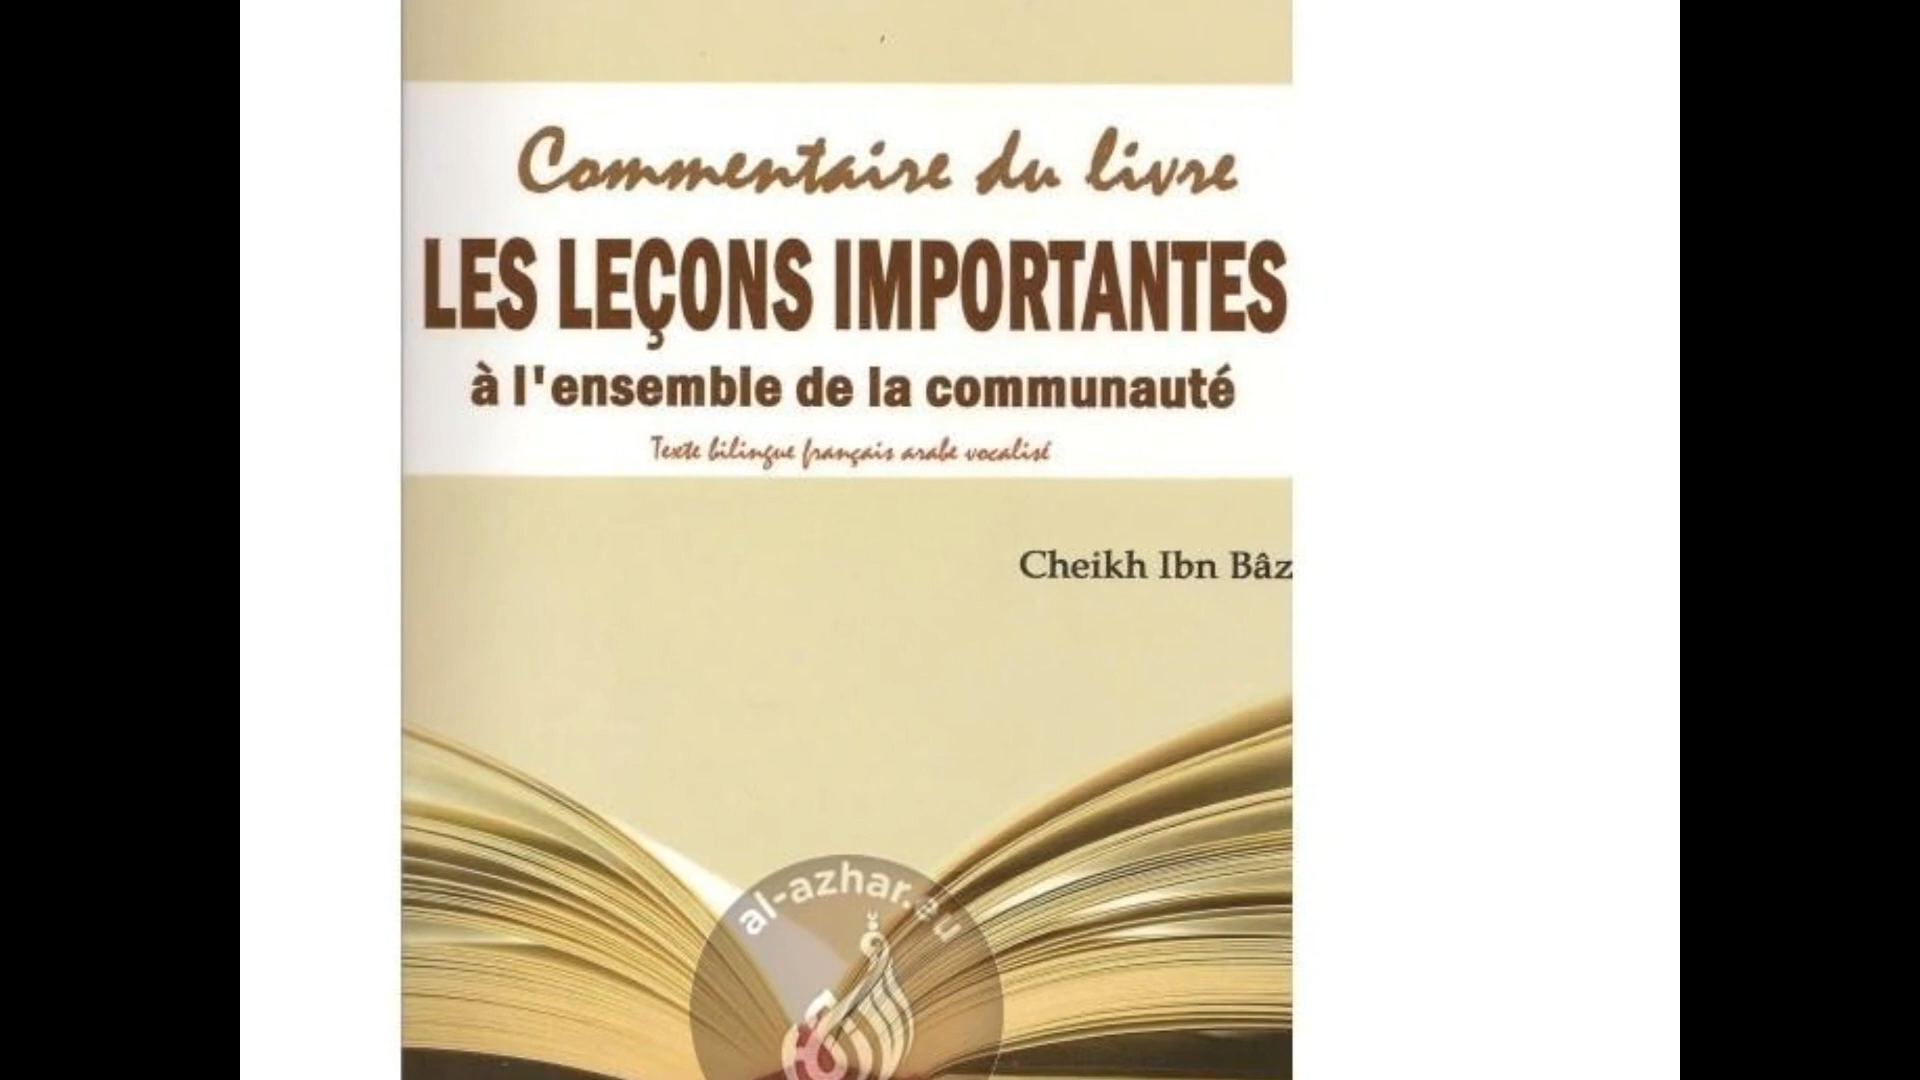 Commentaire du livre
LES LEÇONS IMPORTANTES
à l'ensemble de la communauté
Texte bilingue français arabe vocalisé
Cheikh Ibn Bâz
al-azhar.eu